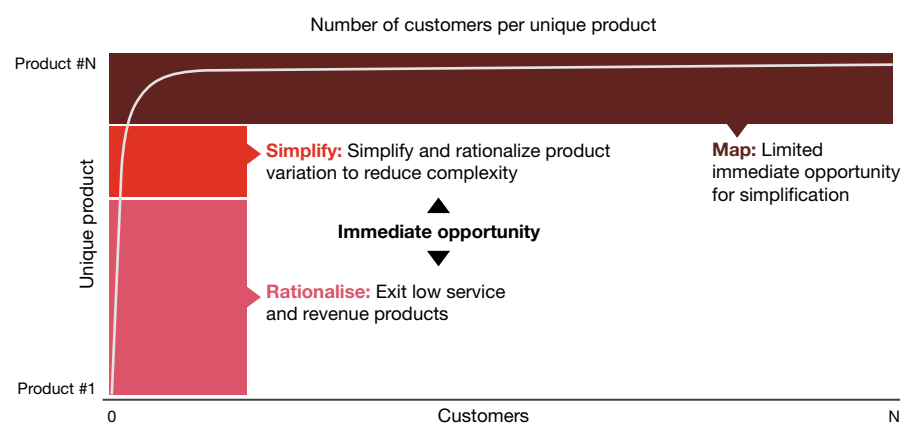 Number of customers per unique product
Product #N
Simplify: Simplify and rationalize product
variation to reduce complexity
Map: Limited
immediate opportunity
for simplification
Unique product
Immediate opportunity
Rationalise: Exit low service
and revenue products
Product #1
0
Customers
N